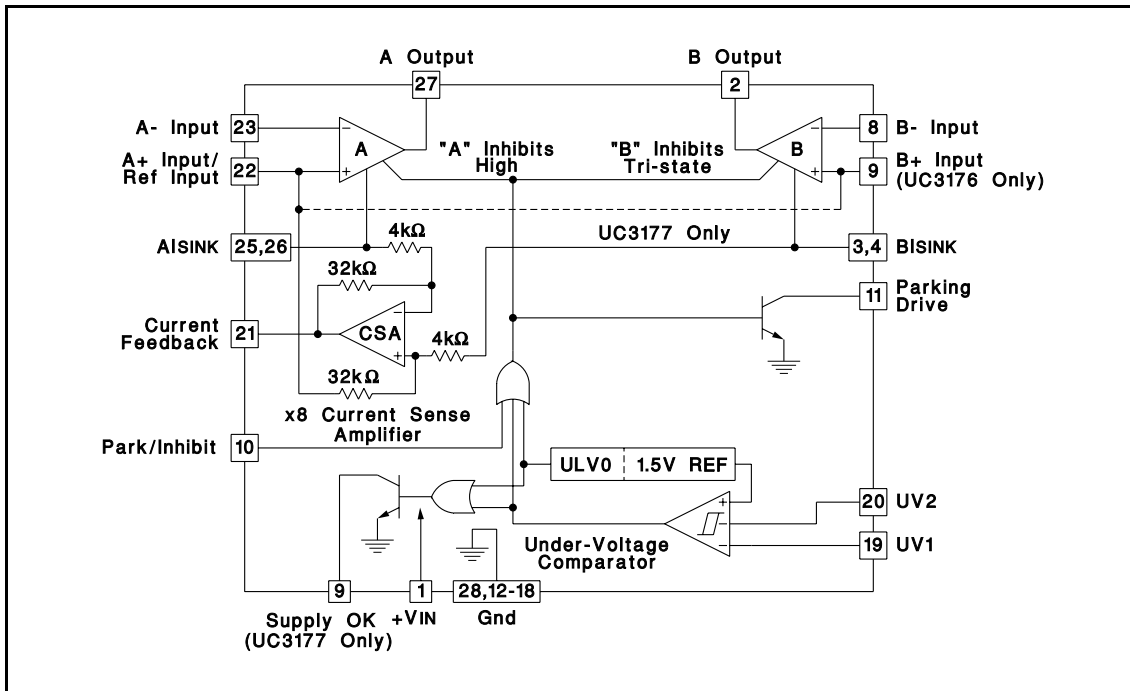 A Output
B Output
27
2
A- Input
23
−
A
"A" Inhibits
High
"B" Inhibits
Tri-state
B
−
8
B- Input
A+ Input/
Ref Input
22
+
+
9
B+ Input
(UC3176 Only)
AISINK
25,26
4kΩ
UC3177 Only
3,4
BISINK
32kΩ
11
Parking
Drive
Current
Feedback
21
CSA
−
+
4kΩ
32kΩ
x8 Current Sense
Amplifier
Park/Inhibit
10
ULV0
1.5V REF
+
−
−
20
UV2
19
UV1
Under-Voltage
Comparator
9
1
28,12-18
Supply OK
(UC3177 Only)
+VIN
Gnd